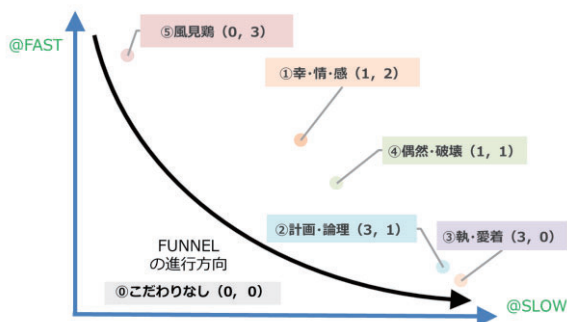 ⑤風見鶏（0, 3）
@FAST
①幸・情・感（1, 2）
④偶然・破壊（1, 1）
②計画・論理（3, 1）
③執・愛着（3, 0）
FUNNEL
の進行方向
⓪こだわりなし（0, 0）
@SLOW